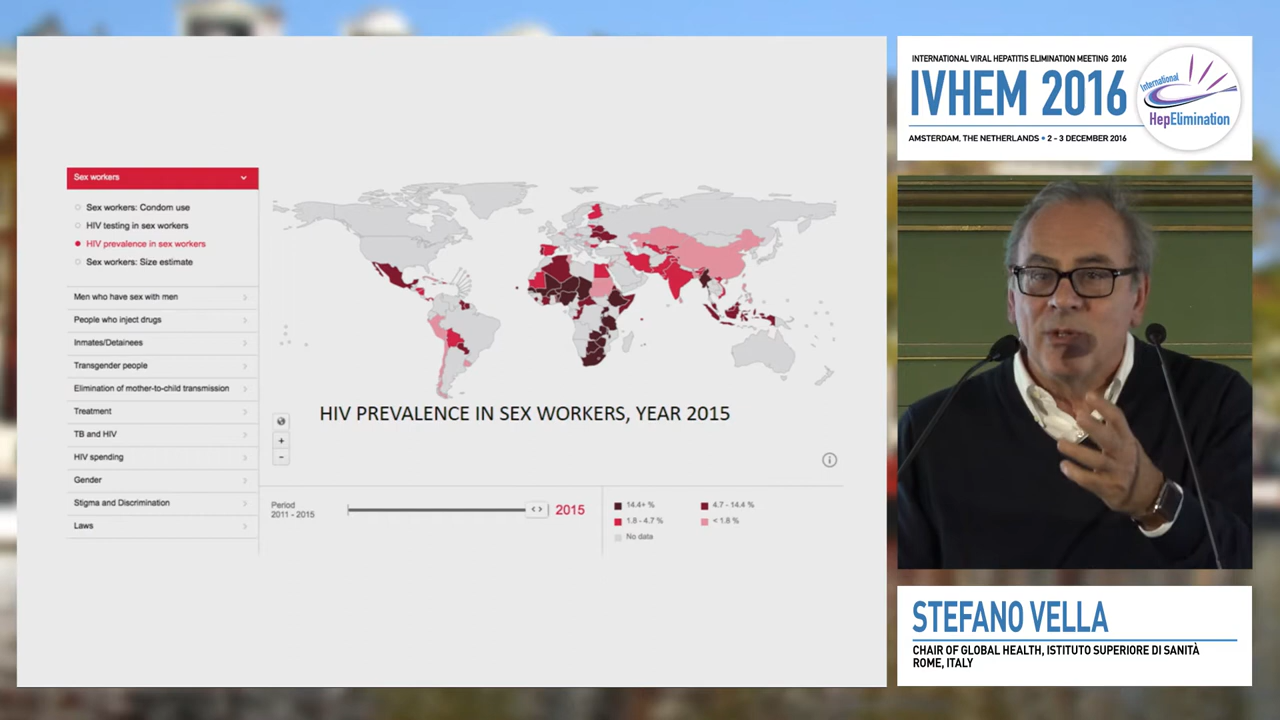 Sex workers
Sex workers: Condom use
HIV testing in sex workers
HIV prevalence in sex workers
Sex workers: Size estimate
Men who have sex with men
People who inject drugs
Inmates/Detainees
Transgender people
Elimination of mother-to-child transmission
Treatment
TB and HIV
HIV spending
Gender
Stigma and Discrimination
Laws
HIV PREVALENCE IN SEX WORKERS, YEAR 2015
+
−
i
Period
2011 - 2015
2015
14.4+ %
4.7 - 14.4 %
1.8 - 4.7 %
< 1.8 %
No data
INTERNATIONAL VIRAL HEPATITIS ELIMINATION MEETING 2016
IVHEM 2016
AMSTERDAM, THE NETHERLANDS • 2 - 3 DECEMBER 2016
International
HepElimination
STEFANO VELLA
CHAIR OF GLOBAL HEALTH, ISTITUTO SUPERIORE DI SANITÀ
ROME, ITALY